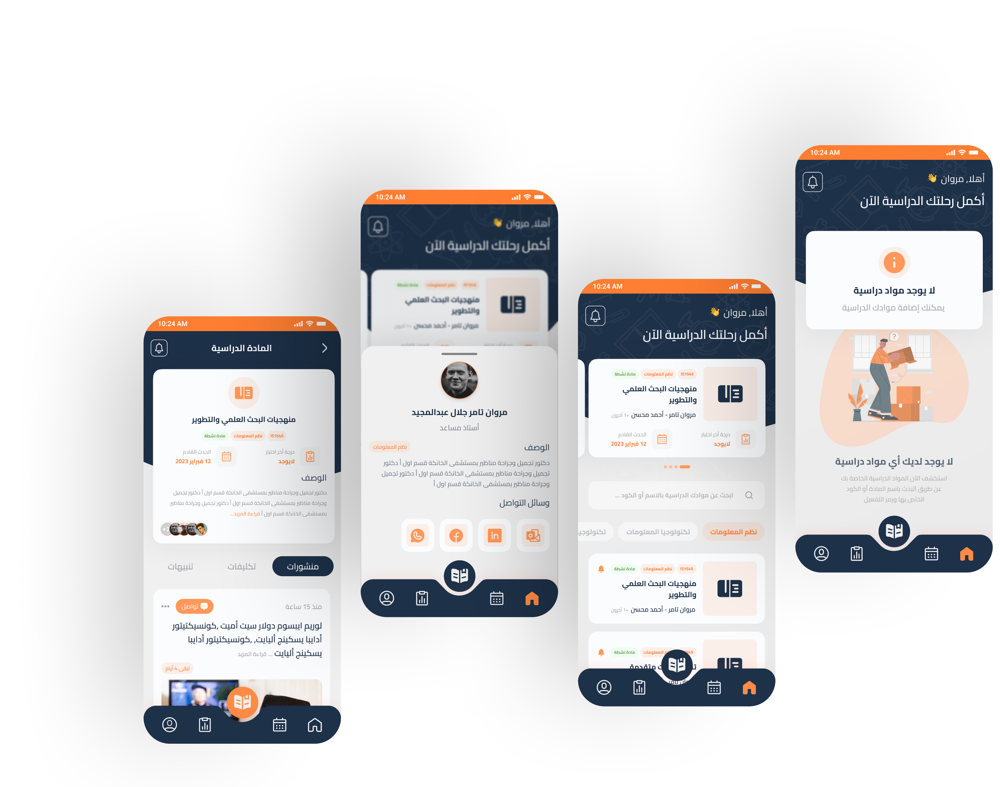 10:24 AM
المادة الدراسية
منهجيات البحث العلمي والتطوير
IS1545
نظم المعلومات
مادة نشطة
درجة أخر اختبار
لايوجد
الحدث القادم
12 فبراير 2023
الوصف
دكتور تجميل وجراحة مناظير بمستشفى الخانكة قسم اول أ دكتور تجميل
وجراحة مناظير بمستشفى الخانكة قسم اول أ دكتور تجميل وجراحة مناظير
بمستشفى الخانكة قسم اول أ قراءة المزيد...
+2
منشورات
تكليفات
تنبيهات
منذ 15 ساعة
تواصل
لوريم ايبسوم دولار سيت أميت ,كونسيكتيتور
أدايبا يسكينج أليايت, ,كونسيكتيتور أدايبا
يسكينج أليايت .... قراءة المزيد
تبقى 4 أيام
10:24 AM
أهلا, مروان 👋
أكمل رحلتك الدراسية الآن
IS1545
نظم المعلومات
مادة نشطة
منهجيات البحث العلمي
والتطوير
مروان تامر - أحمد محسن +1 آخرون
درجة أخر اختبار
الحدث القادم
مروان تامر جلال عبدالمجيد
أستاذ مساعد
الوصف
نظم المعلومات
دكتور تجميل وجراحة مناظير بمستشفى الخانكة قسم اول أ دكتور
تجميل وجراحة مناظير بمستشفى الخانكة قسم اول أ دكتور تجميل
وجراحة مناظير بمستشفى الخانكة قسم اول أ
وسائل التواصل
10:24 AM
أهلا, مروان 👋
أكمل رحلتك الدراسية الآن
IS1545
نظم المعلومات
مادة نشطة
منهجيات البحث العلمي
والتطوير
مروان تامر - أحمد محسن +1 آخرون
درجة أخر اختبار
لايوجد
الحدث القادم
12 فبراير 2023
ابحث عن موادك الدراسية بالاسم أو الكود ...
نظم المعلومات
تكنولوجيا المعلومات
تكنولوجيا
IS1545
نظم المعلومات
مادة نشطة
منهجيات البحث العلمي
والتطوير
مروان تامر - أحمد محسن +1 آخرون
المعلومات
مادة نشطة
متقدمة
10:24 AM
أهلا, مروان 👋
أكمل رحلتك الدراسية الآن
لا يوجد مواد دراسية
يمكنك إضافة موادك الدراسية
?
لا يوجد لديك أي مواد دراسية
استكشف الآن المواد الدراسية الخاصة بك
عن طريق البحث باسم المادة أو الكود
الخاص بها ورمز التفعيل